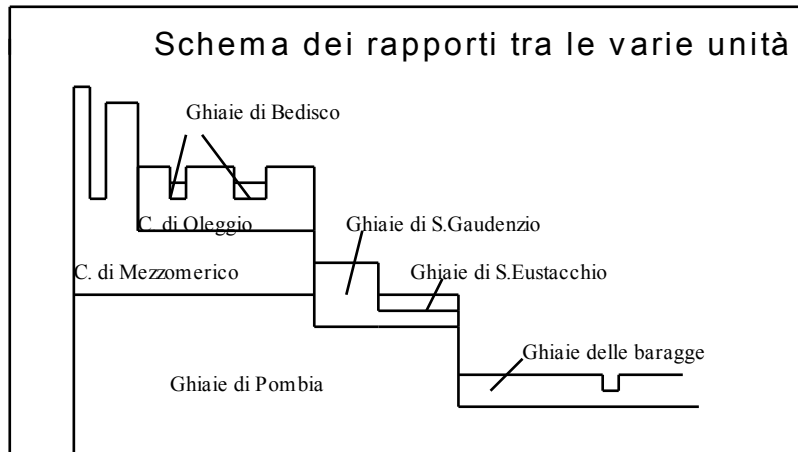 Schema dei rapporti tra le varie unità
Ghiaie di Bedisco
C. di Oleggio
Ghiaie di S.Gaudenzio
C. di Mezzomerico
Ghiaie di S.Eustacchio
Ghiaie delle baragge
Ghiaie di Pombia